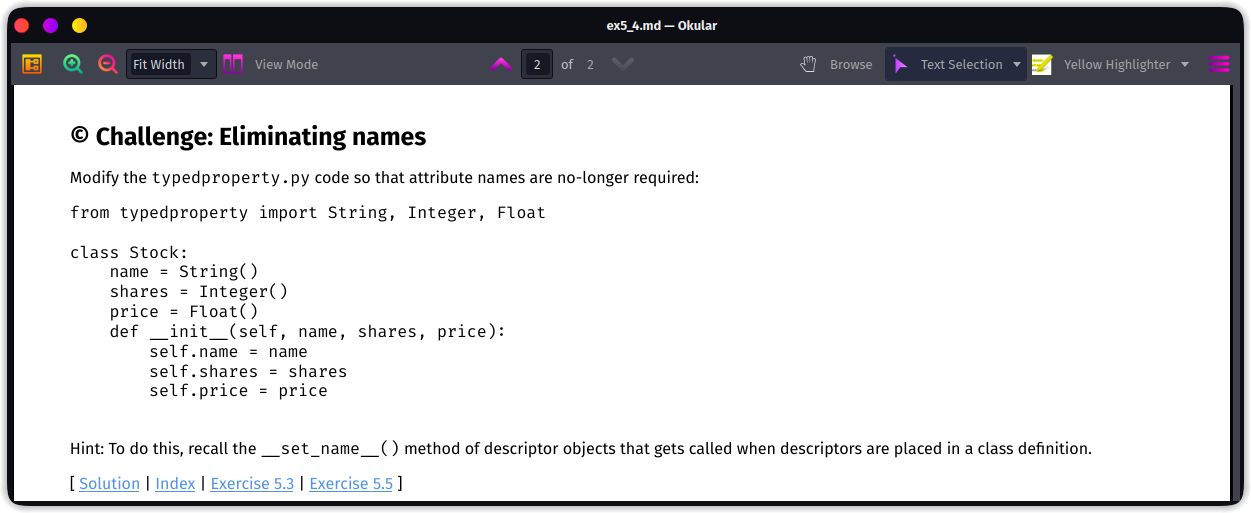 ex5_4.md — Okular
Fit Width View Mode 2 of 2 Browse Text Selection Yellow Highlighter
© Challenge: Eliminating names
Modify the typedproperty.py code so that attribute names are no-longer required:
from typedproperty import String, Integer, Float
class Stock:
    name = String()
    shares = Integer()
    price = Float()
    def __init__(self, name, shares, price):
        self.name = name
        self.shares = shares
        self.price = price
Hint: To do this, recall the __set_name__() method of descriptor objects that gets called when descriptors are placed in a class definition.
[ Solution | Index | Exercise 5.3 | Exercise 5.5 ]